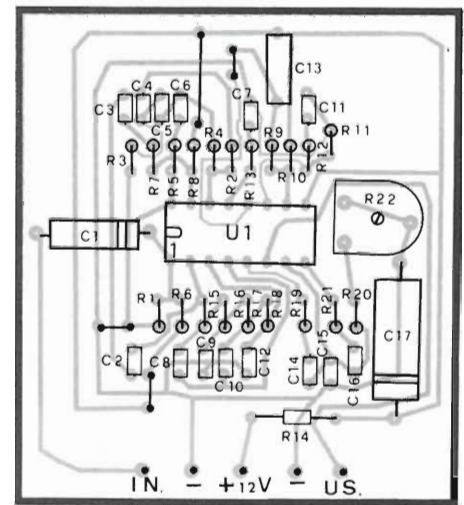 C13
C4 C6
C3 C5 C7 C11
R3 R7 R5 R8 R4 R2 R13 R9 R10 R12 R11
C1 1 U1 R22
R1 R6 R15 R16 R17 R18 R19 R21 R20
C17
C2 C8 C9 C10 C12 C14 C15 C16
R14
IN. - +12V - US.